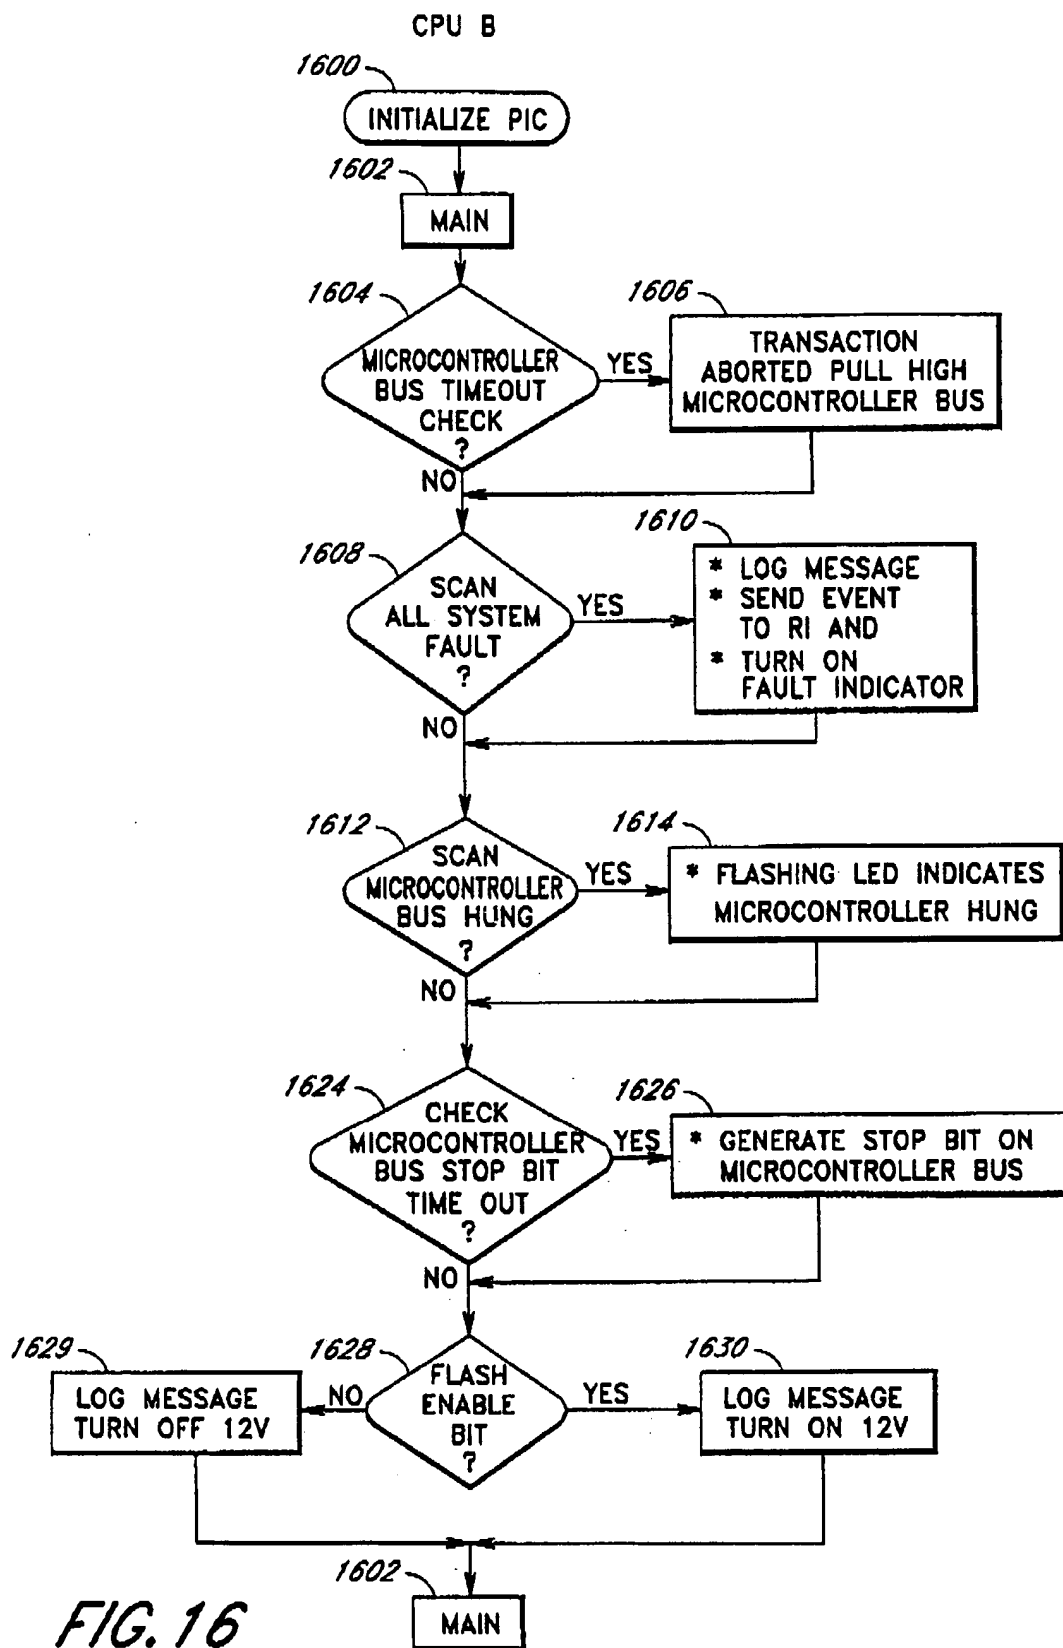 CPU B
1600
INITIALIZE PIC
1602
MAIN
1604
MICROCONTROLLER
BUS TIMEOUT
CHECK
?
YES
NO
1606
TRANSACTION
ABORTED PULL HIGH
MICROCONTROLLER BUS
1608
SCAN
ALL SYSTEM
FAULT
?
YES
NO
1610
* LOG MESSAGE
* SEND EVENT
TO RI AND
* TURN ON
FAULT INDICATOR
1612
SCAN
MICROCONTROLLER
BUS HUNG
?
YES
NO
1614
* FLASHING LED INDICATES
MICROCONTROLLER HUNG
1624
CHECK
MICROCONTROLLER
BUS STOP BIT
TIME OUT
?
YES
NO
1626
* GENERATE STOP BIT ON
MICROCONTROLLER BUS
1628
FLASH
ENABLE
BIT
?
NO
YES
1629
LOG MESSAGE
TURN OFF 12V
1630
LOG MESSAGE
TURN ON 12V
1602
MAIN
FIG. 16